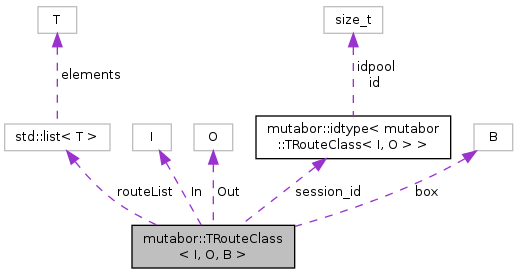 T
size_t
elements
idpool
id
std::list< T >
I
O
mutabor::idtype< mutabor
::TRouteClass< I, O > >
B
routeList
In
Out
session_id
box
mutabor::TRouteClass
< I, O, B >